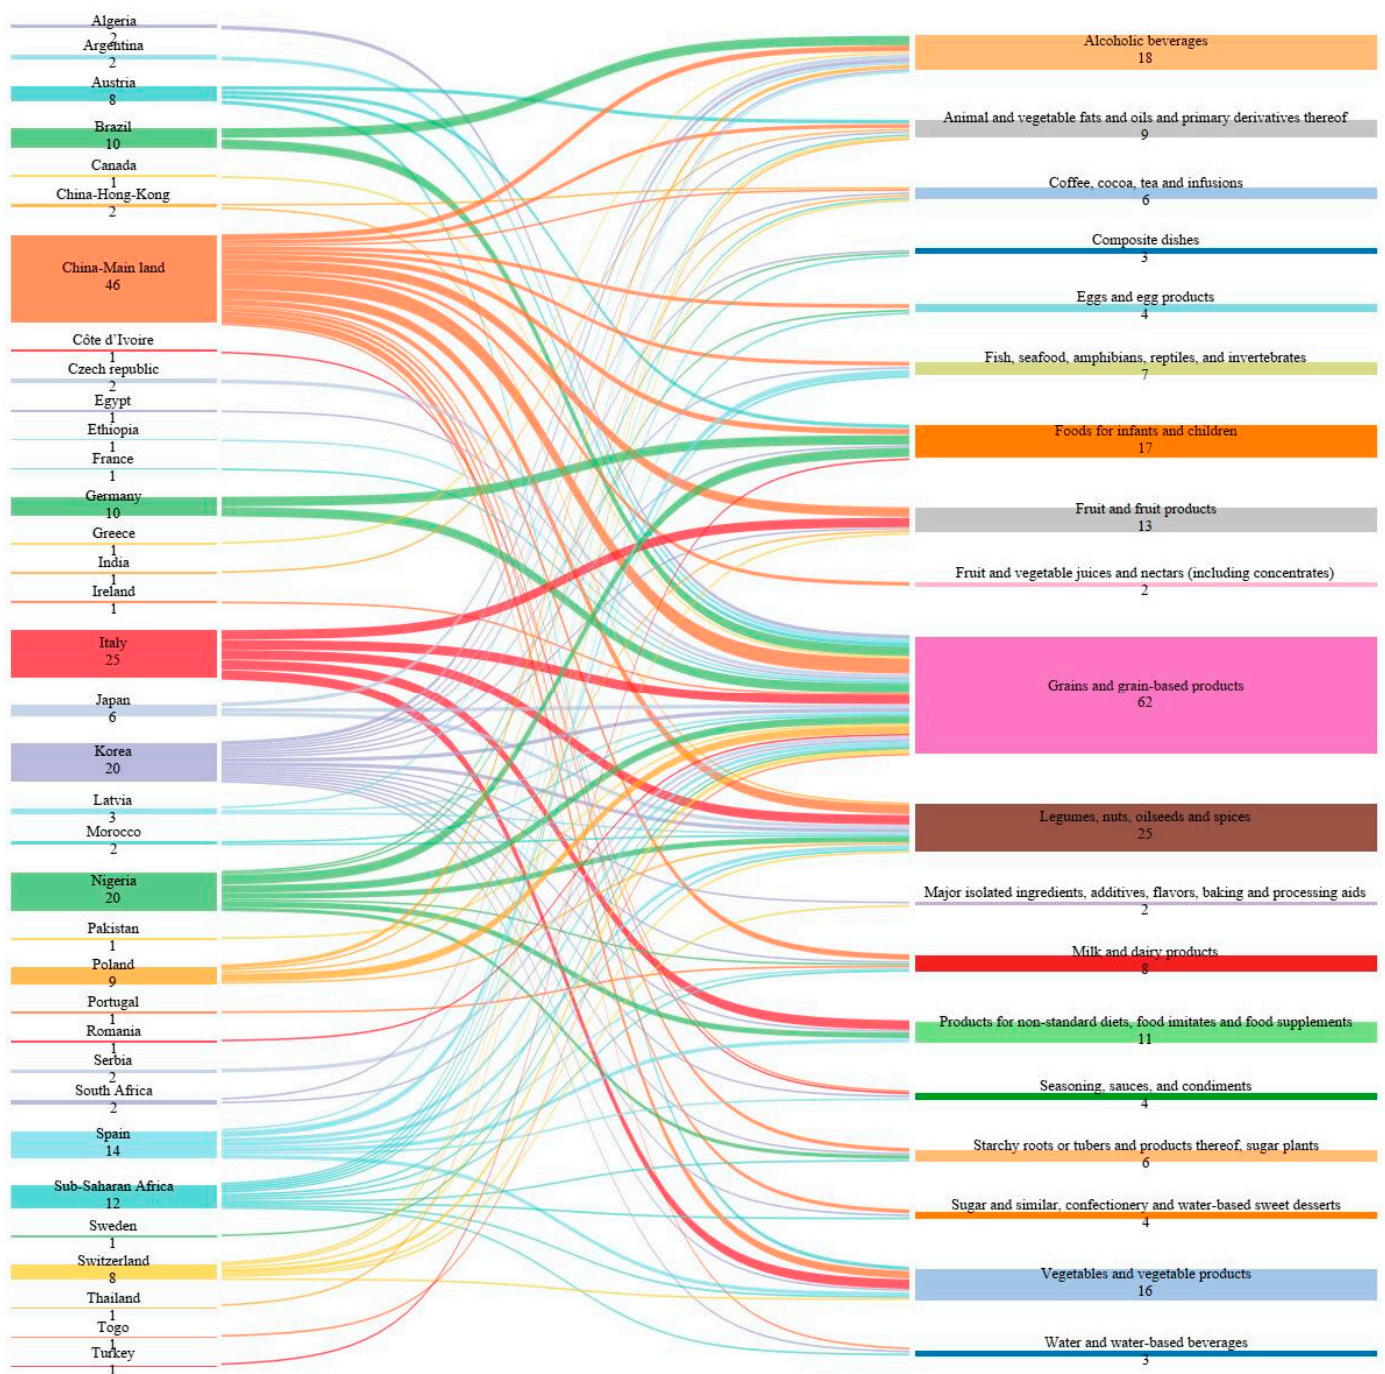 Algeria
2
Argentina
2
Austria
8
Brazil
10
Canada
1
China-Hong-Kong
2
China-Main land
46
Côte d’Ivoire
1
Czech republic
2
Egypt
1
Ethiopia
1
France
1
Germany
10
Greece
1
India
1
Ireland
1
Italy
25
Japan
6
Korea
20
Latvia
3
Morocco
2
Nigeria
20
Pakistan
1
Poland
9
Portugal
1
Romania
1
Serbia
2
South Africa
2
Spain
14
Sub-Saharan Africa
12
Sweden
1
Switzerland
8
Thailand
1
Togo
1
Turkey
1
Alcoholic beverages
18
Animal and vegetable fats and oils and primary derivatives thereof
9
Coffee, cocoa, tea and infusions
6
Composite dishes
3
Eggs and egg products
4
Fish, seafood, amphibians, reptiles, and invertebrates
7
Foods for infants and children
17
Fruit and fruit products
13
Fruit and vegetable juices and nectars (including concentrates)
2
Grains and grain-based products
62
Legumes, nuts, oilseeds and spices
25
Major isolated ingredients, additives, flavors, baking and processing aids
2
Milk and dairy products
8
Products for non-standard diets, food imitates and food supplements
11
Seasoning, sauces, and condiments
4
Starchy roots or tubers and products thereof, sugar plants
6
Sugar and similar, confectionery and water-based sweet desserts
4
Vegetables and vegetable products
16
Water and water-based beverages
3